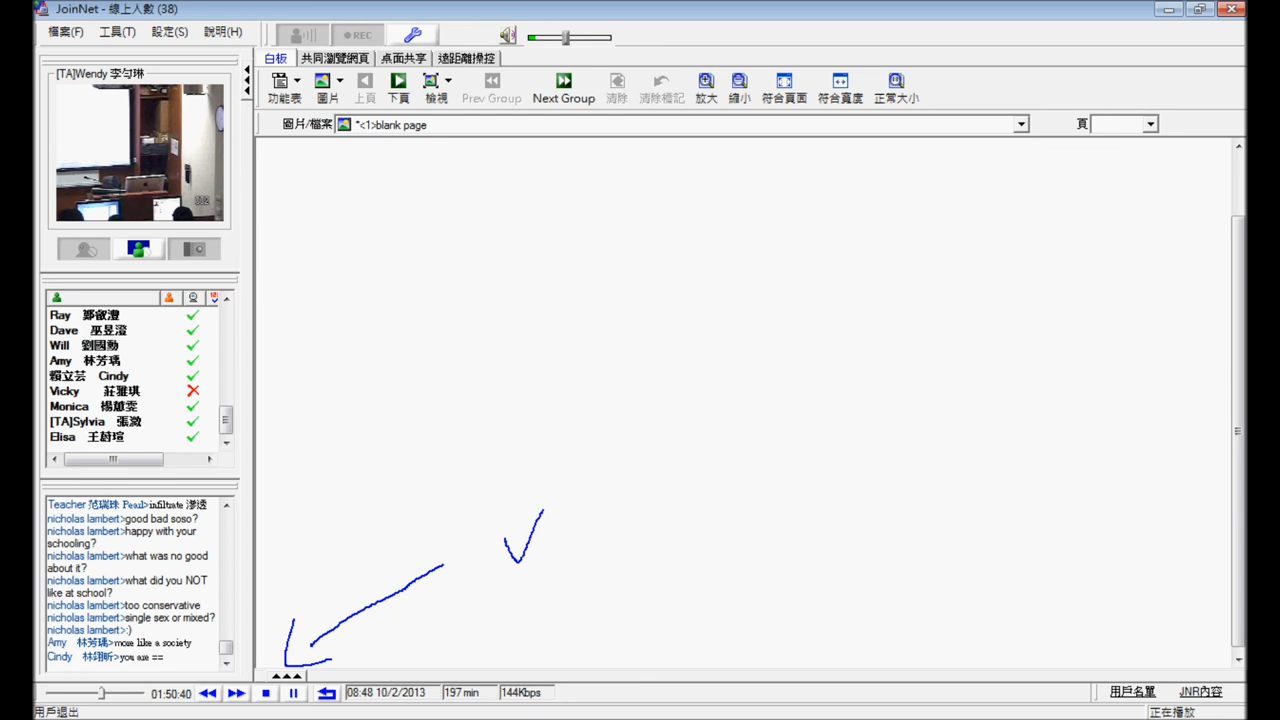 JoinNet - 線上人數 (38)
檔案(F) 工具(T) 設定(S) 說明(H)
REC
白板 共同瀏覽網頁 桌面共享 遠距離操控
[TA]Wendy 李勻琳
功能表 圖片 上頁 下頁 檢視 Prev Group Next Group 清除 清除標記 放大 縮小 符合頁面 符合寬度 正常大小
圖片/檔案 *<1>blank page 頁
Ray 鄭叡澧
Dave 巫昱澄
Will 劉國勳
Amy 林芳瑀
賴立芸 Cindy
Vicky 莊雅琪
Monica 楊蕙雯
[TA]Sylvia 張瀓
Elisa 王蔚瑄
Teacher 范瑞珠 Pearl>infiltrate 滲透
nicholas lambert>good bad soso?
nicholas lambert>happy with your
schooling?
nicholas lambert>what was no good
about it?
nicholas lambert>what did you NOT
like at school?
nicholas lambert>too conservative
nicholas lambert>single sex or mixed?
nicholas lambert>:)
Amy 林芳瑀>more like a society
Cindy 林翊昕>you are ==
01:50:40 08:48 10/2/2013 197 min 144Kbps 用戶名單 JNR內容
用戶退出 正在播放